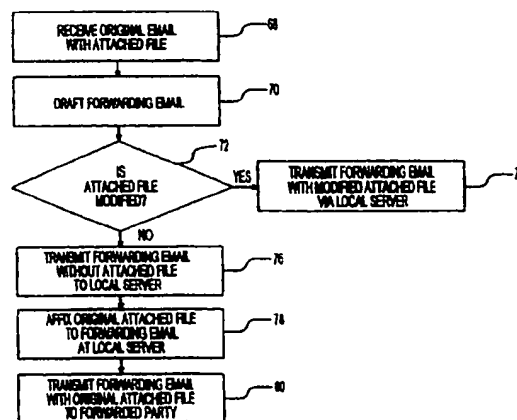 RECEIVE ORIGINAL EMAIL
WITH ATTACHED FILE
68
DRAFT FORWARDING EMAIL
70
72
IS
ATTACHED FILE
MODIFIED?
YES
TRANSMIT FORWARDING EMAIL
WITH MODIFIED ATTACHED FILE
VIA LOCAL SERVER
NO
TRANSMIT FORWARDING EMAIL
WITHOUT ATTACHED FILE
TO LOCAL SERVER
76
AFFIX ORIGINAL ATTACHED FILE
TO FORWARDING EMAIL
AT LOCAL SERVER
78
TRANSMIT FORWARDING EMAIL
WITH ORIGINAL ATTACHED FILE
TO FORWARDED PARTY
80